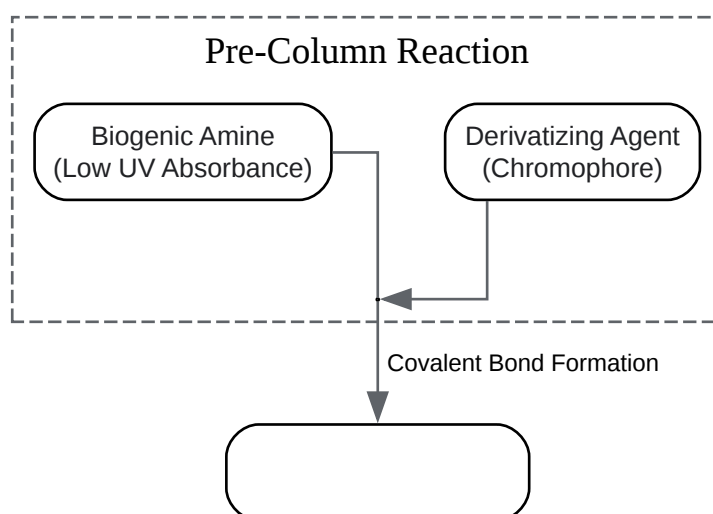 Pre-Column Reaction
Biogenic Amine
(Low UV Absorbance)
Derivatizing Agent
(Chromophore)
Covalent Bond Formation